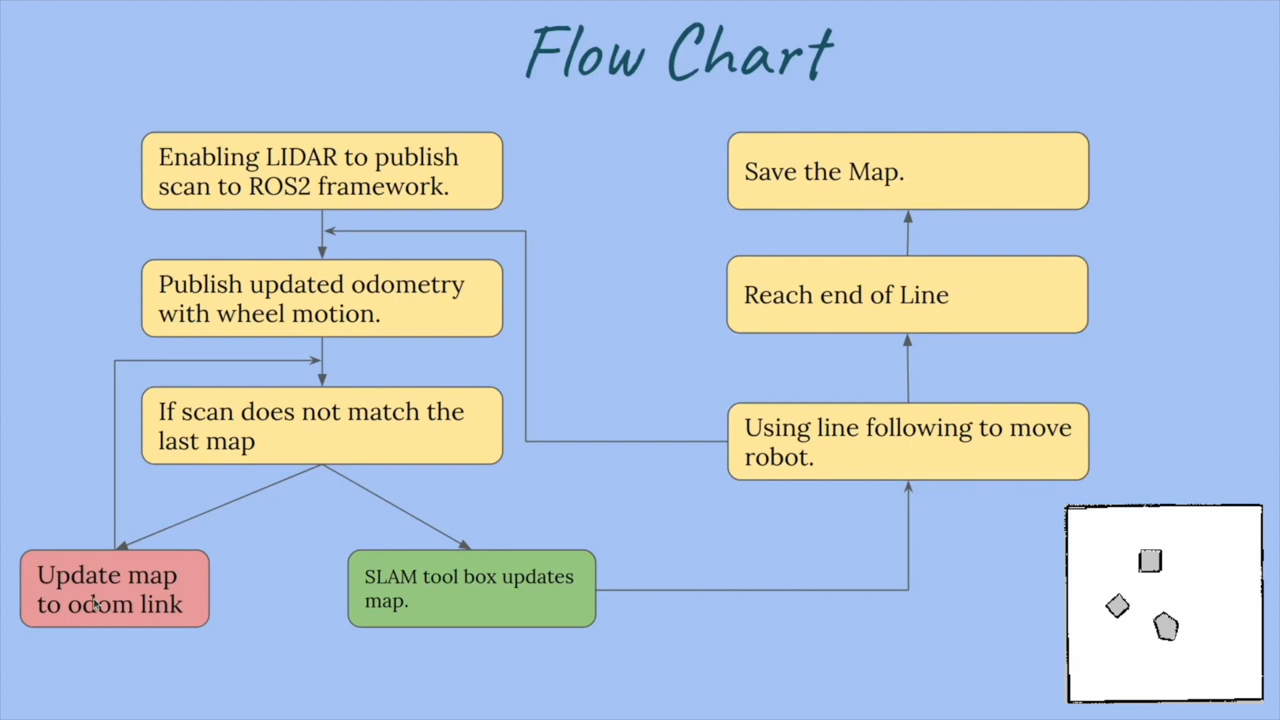 Flow Chart
Enabling LIDAR to publish
scan to ROS2 framework.
Publish updated odometry
with wheel motion.
If scan does not match the
last map
Update map
to odom link
SLAM tool box updates
map.
Save the Map.
Reach end of Line
Using line following to move
robot.